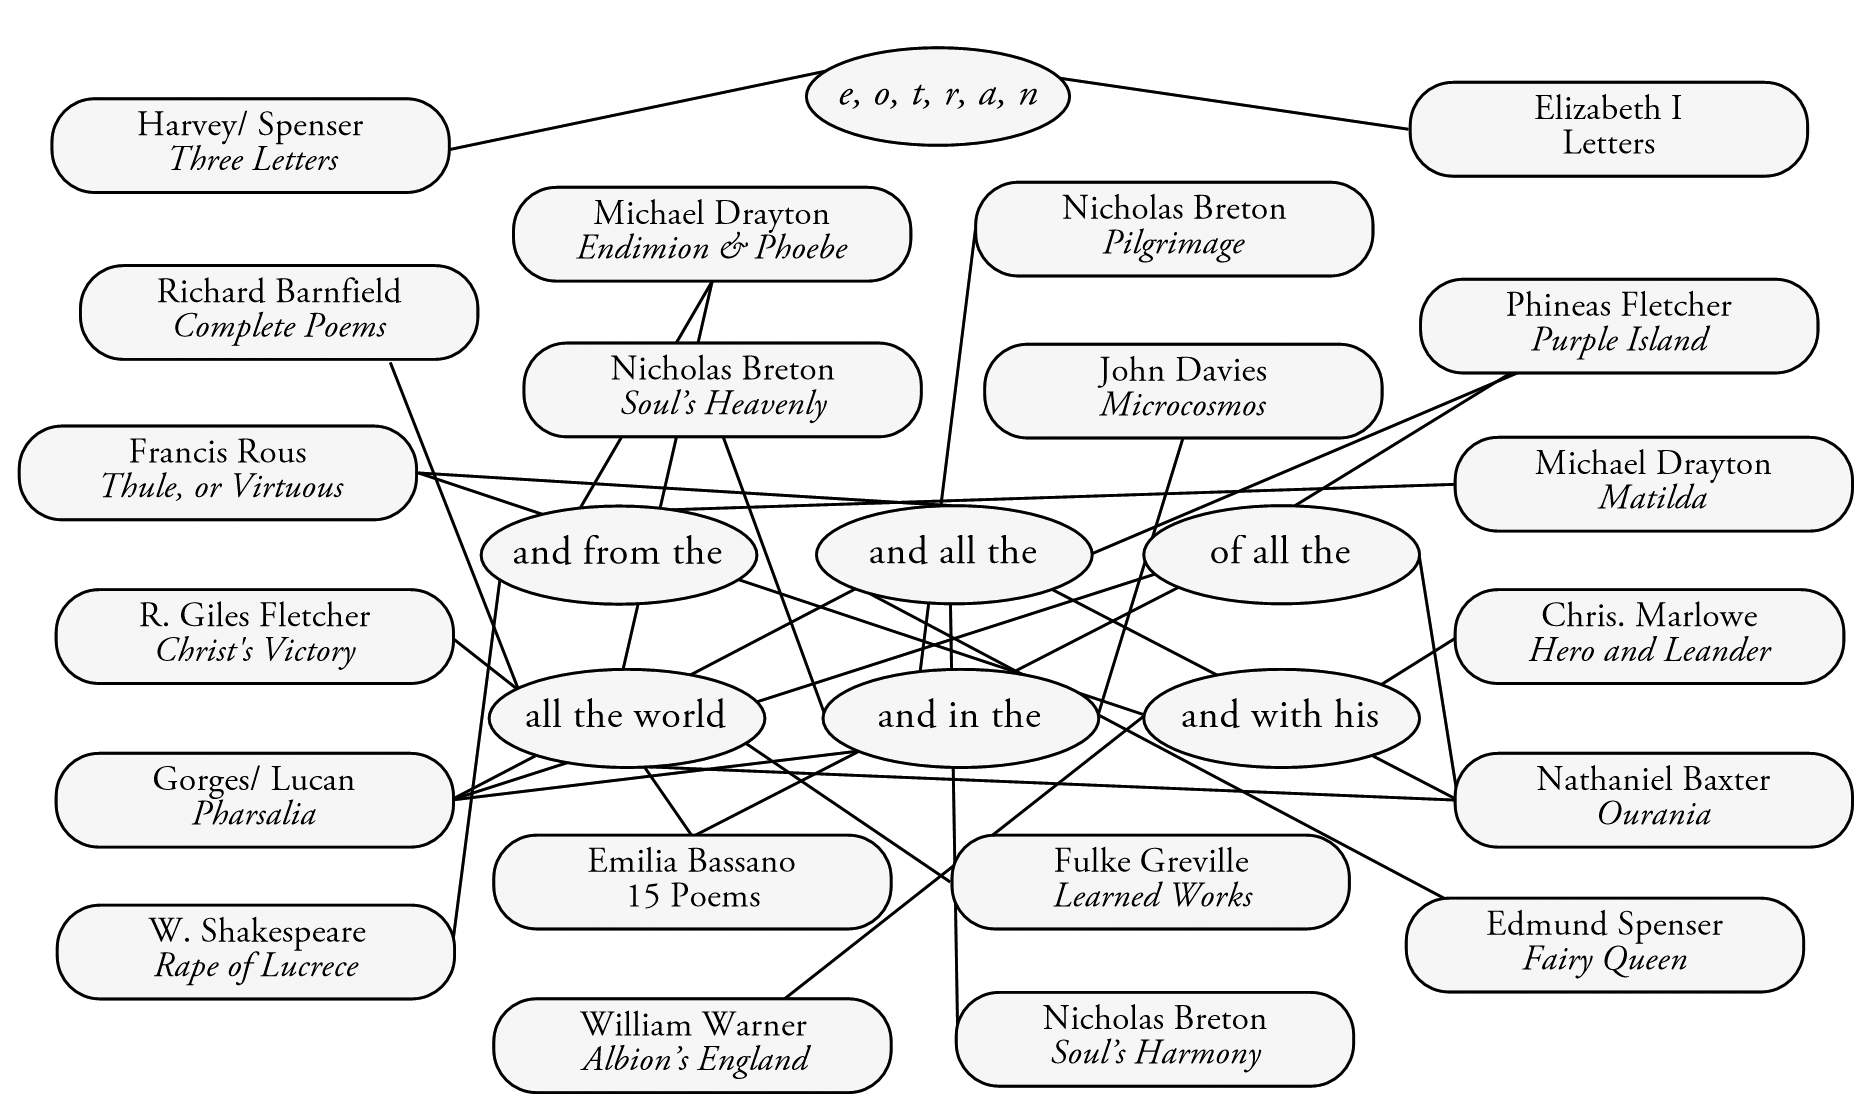 e, o, t, r, a, n
Harvey/ Spenser
Three Letters
Elizabeth I
Letters
Michael Drayton
Endimion & Phoebe
Nicholas Breton
Pilgrimage
Richard Barnfield
Complete Poems
Phineas Fletcher
Purple Island
Nicholas Breton
Soul's Heavenly
John Davies
Microcosmos
Francis Rous
Thule, or Virtuous
Michael Drayton
Matilda
and from the
and all the
of all the
R. Giles Fletcher
Christ's Victory
Chris. Marlowe
Hero and Leander
all the world
and in the
and with his
Gorges/ Lucan
Pharsalia
Nathaniel Baxter
Ourania
Emilia Bassano
15 Poems
Fulke Greville
Learned Works
W. Shakespeare
Rape of Lucrece
Edmund Spenser
Fairy Queen
William Warner
Albion's England
Nicholas Breton
Soul's Harmony